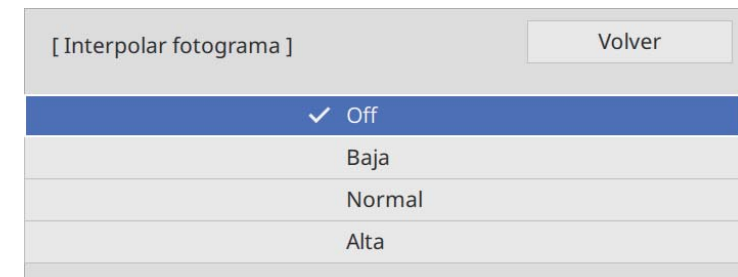 [ Interpolar fotograma ]
Volver
Off
Baja
Normal
Alta